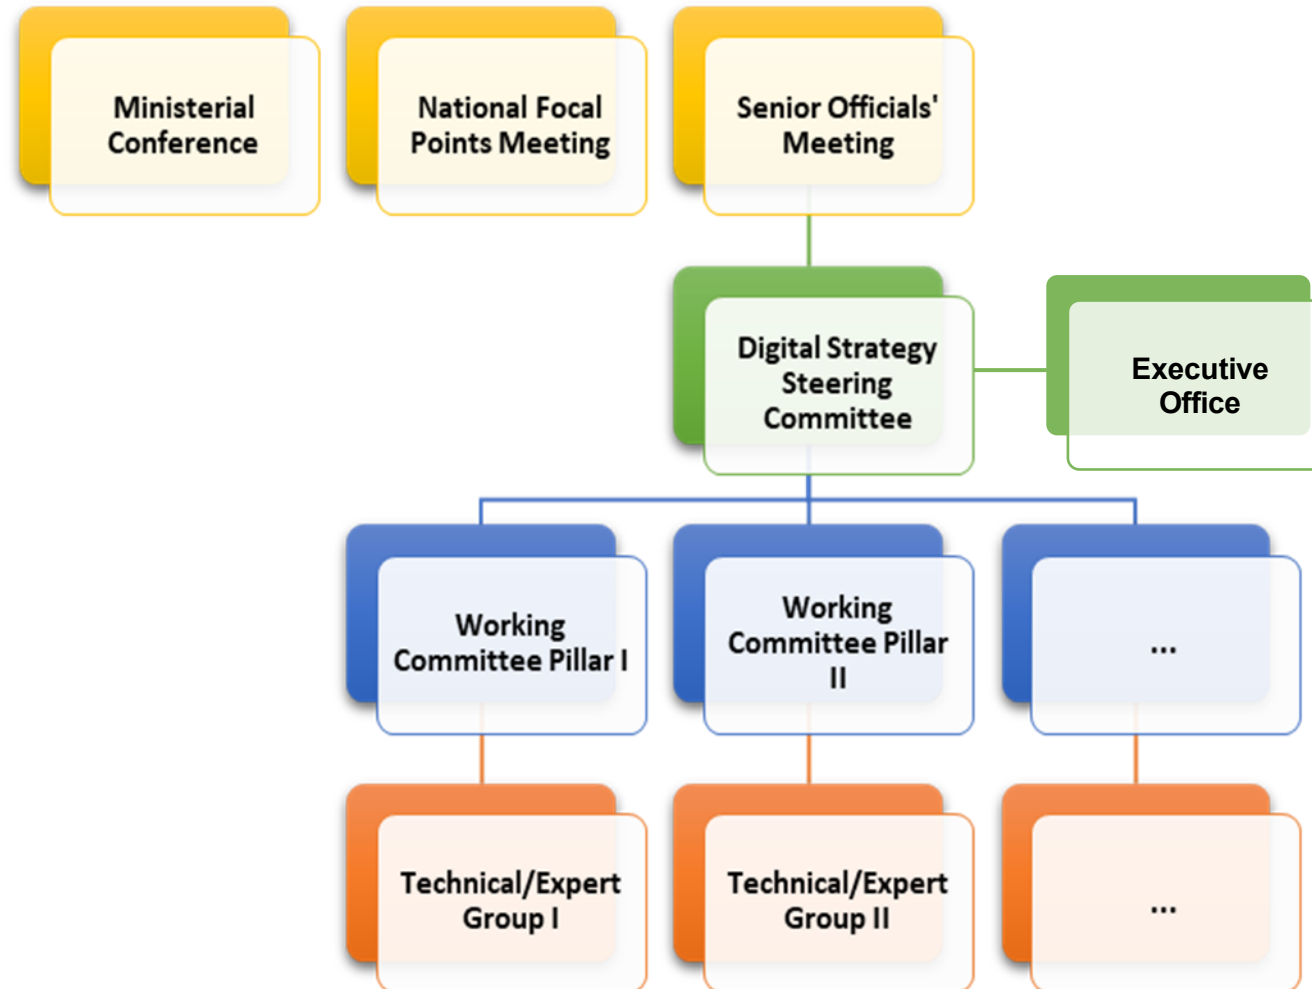 Ministerial
Conference
National Focal
Points Meeting
Senior Officials'
Meeting
Digital Strategy
Steering
Committee
Executive
Office
Working
Committee Pillar I
Working
Committee Pillar
II
...
Technical/Expert
Group I
Technical/Expert
Group II
...